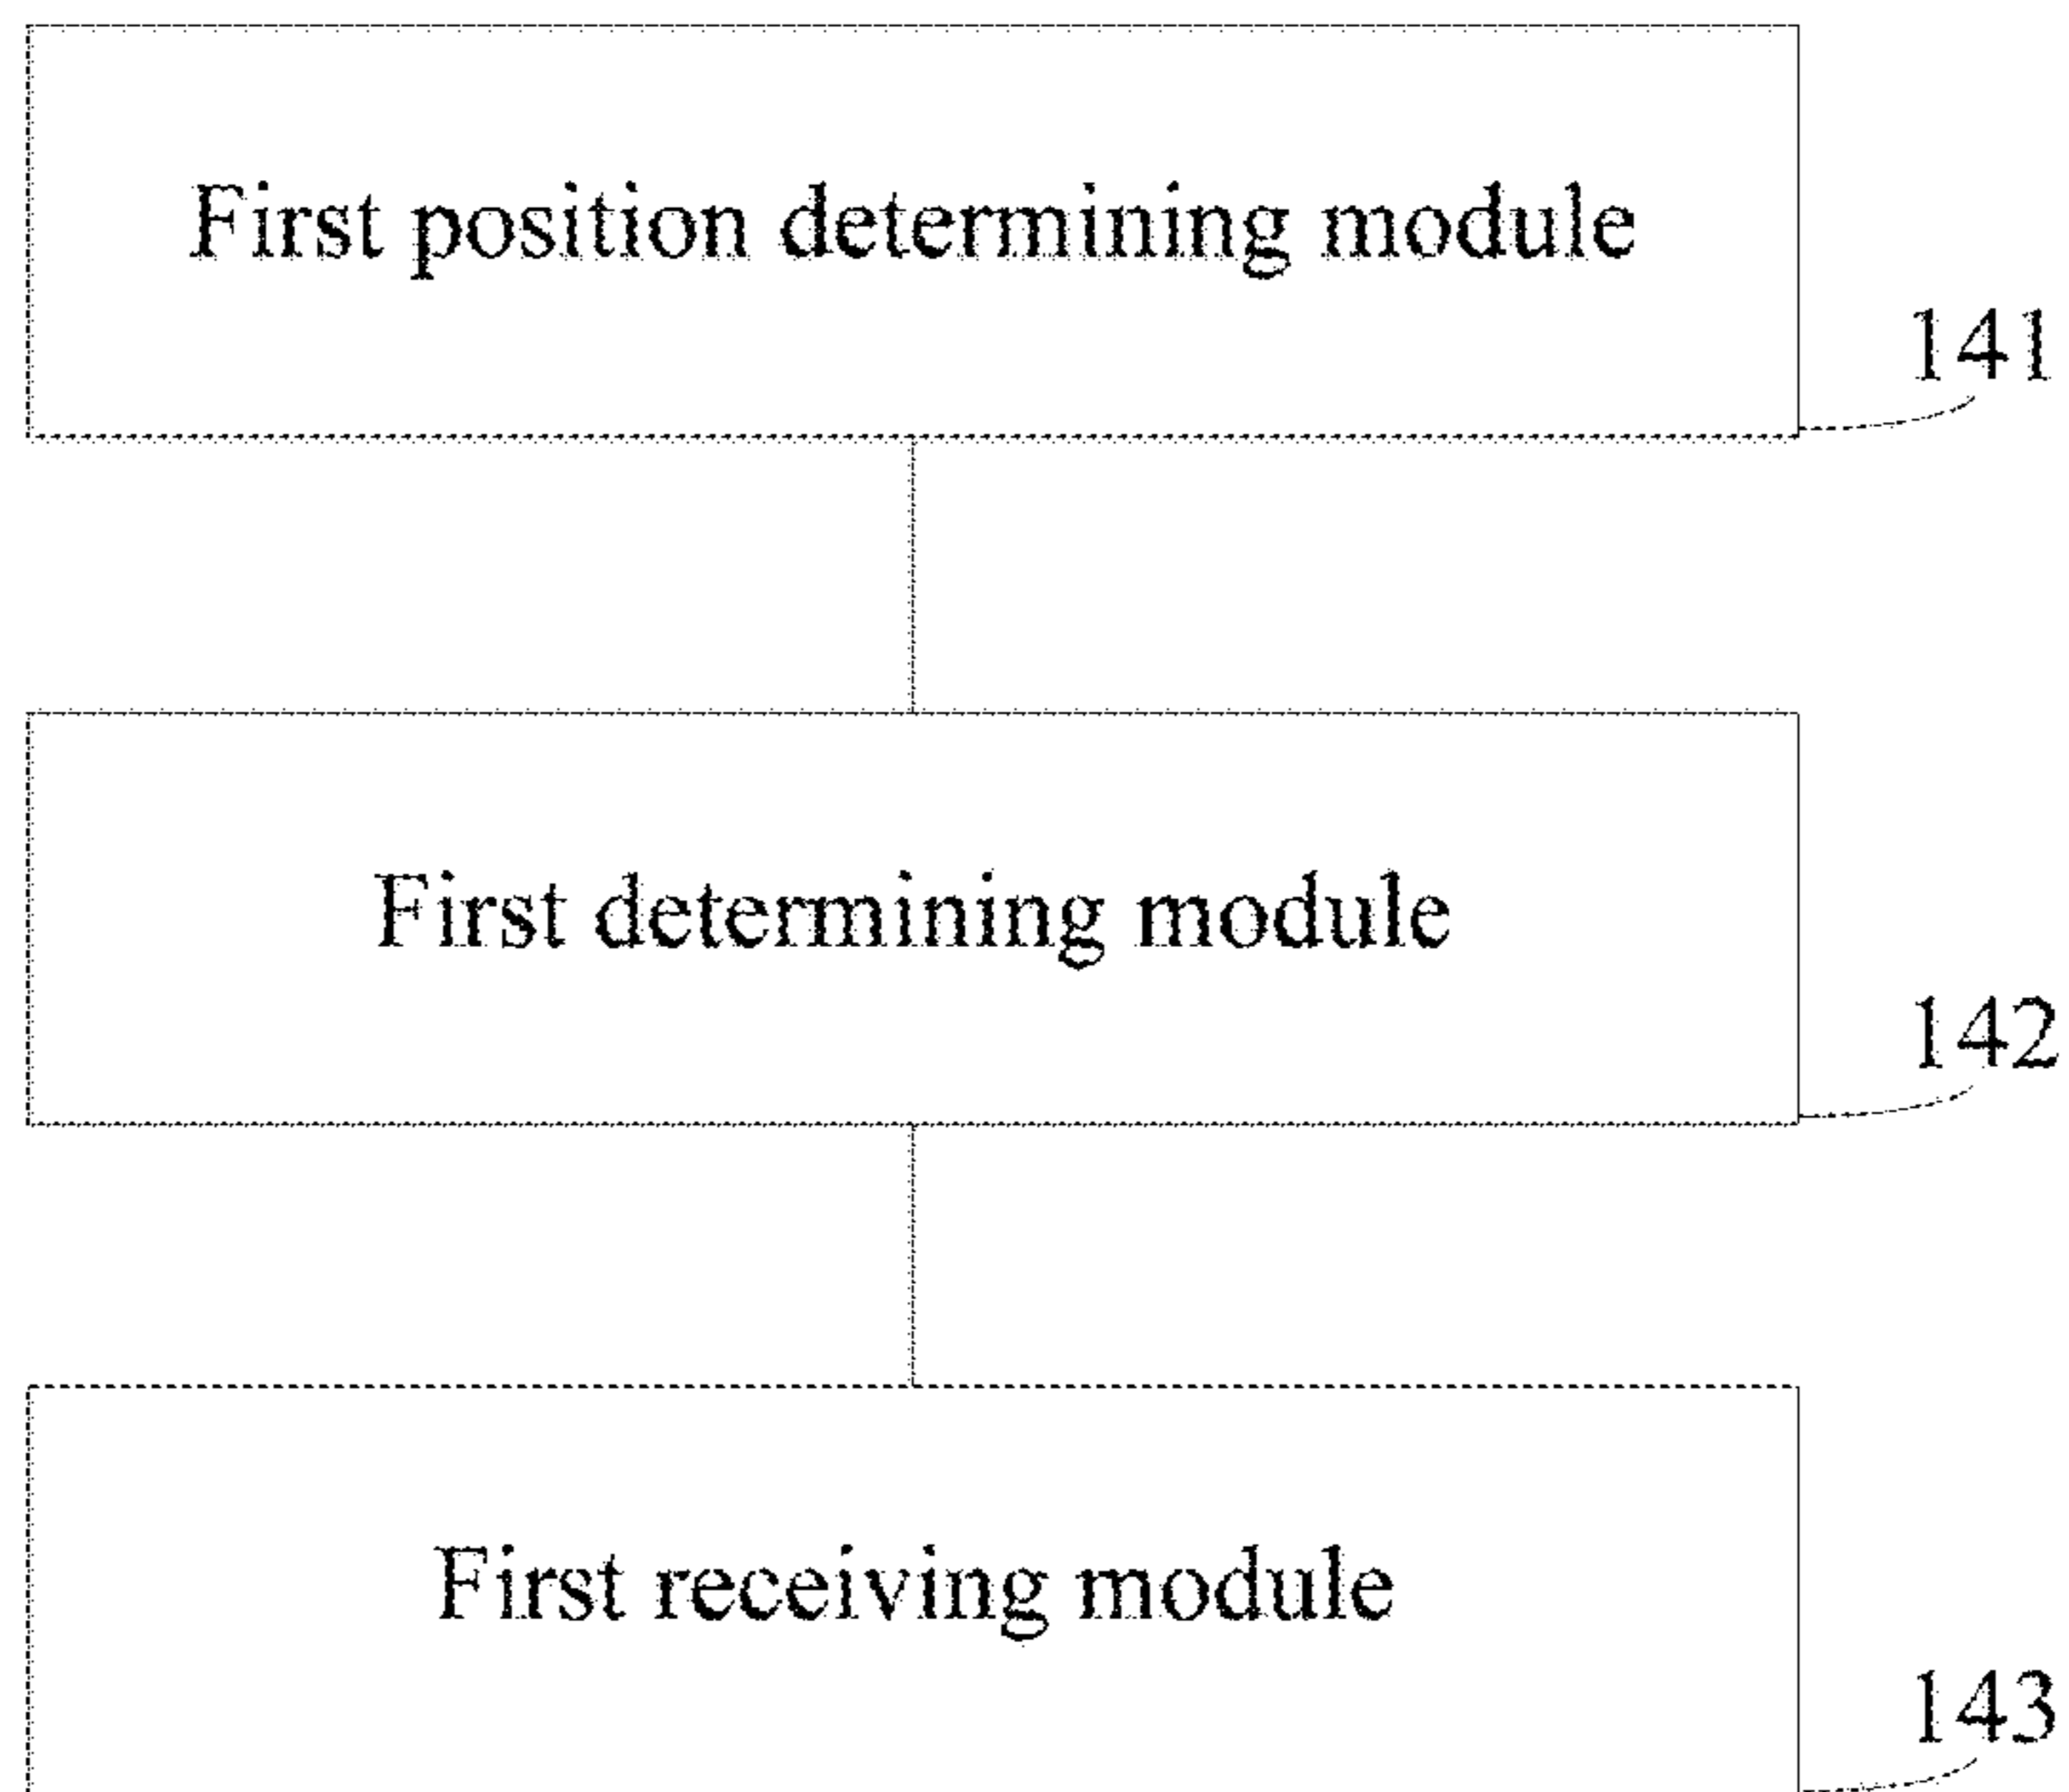 First position determining module
141
First determining module
142
First receiving module
143